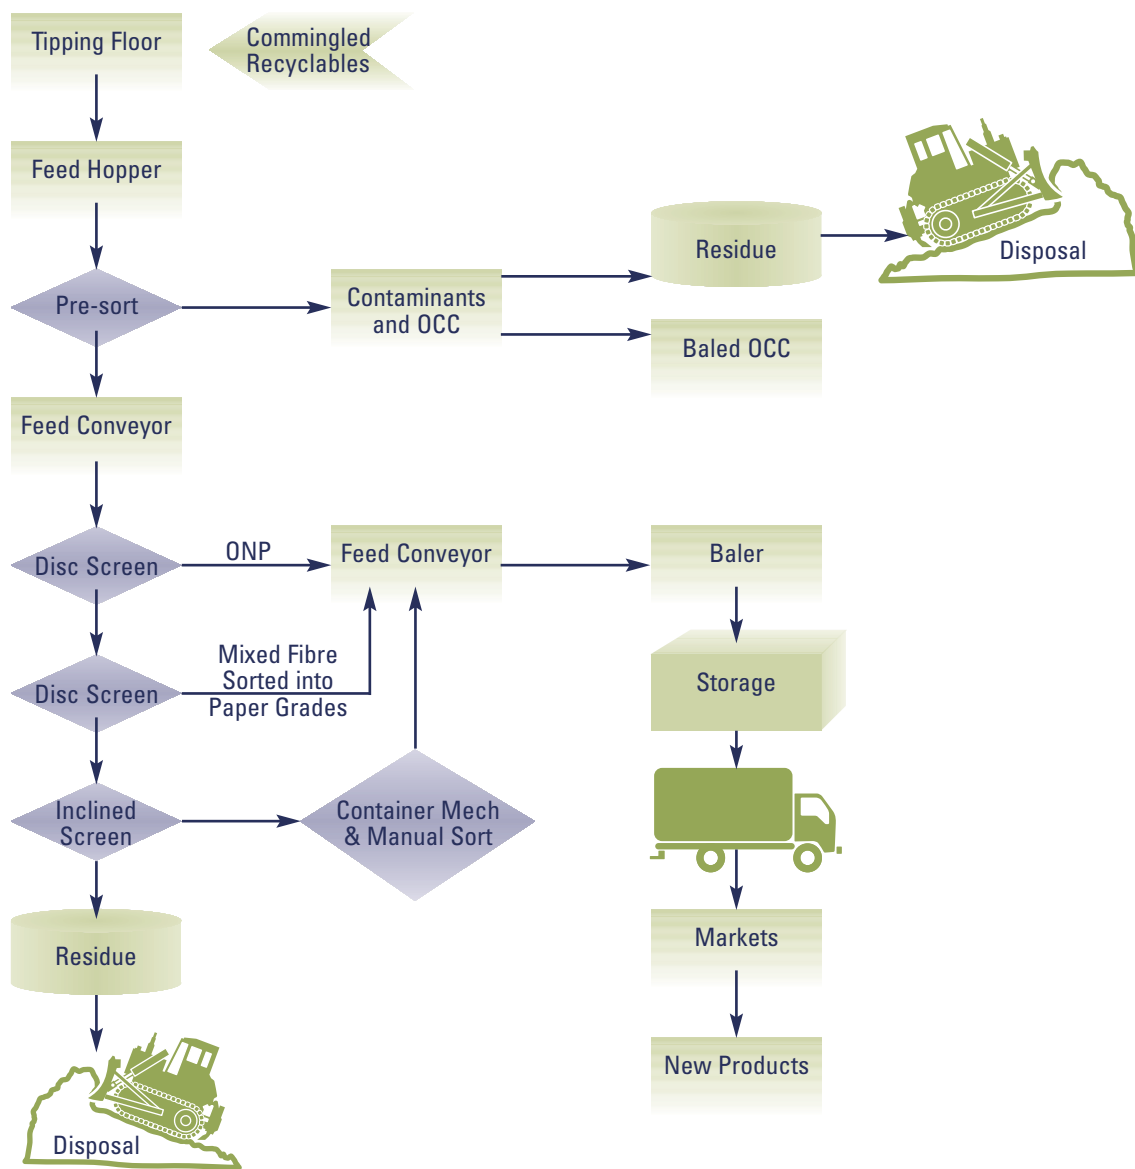 Tipping Floor
Commingled
Recyclables
Feed Hopper
Residue
Disposal
Pre-sort
Contaminants
and OCC
Baled OCC
Feed Conveyor
Disc Screen
ONP
Feed Conveyor
Baler
Disc Screen
Mixed Fibre
Sorted into
Paper Grades
Storage
Inclined
Screen
Container Mech
& Manual Sort
Residue
Markets
New Products
Disposal